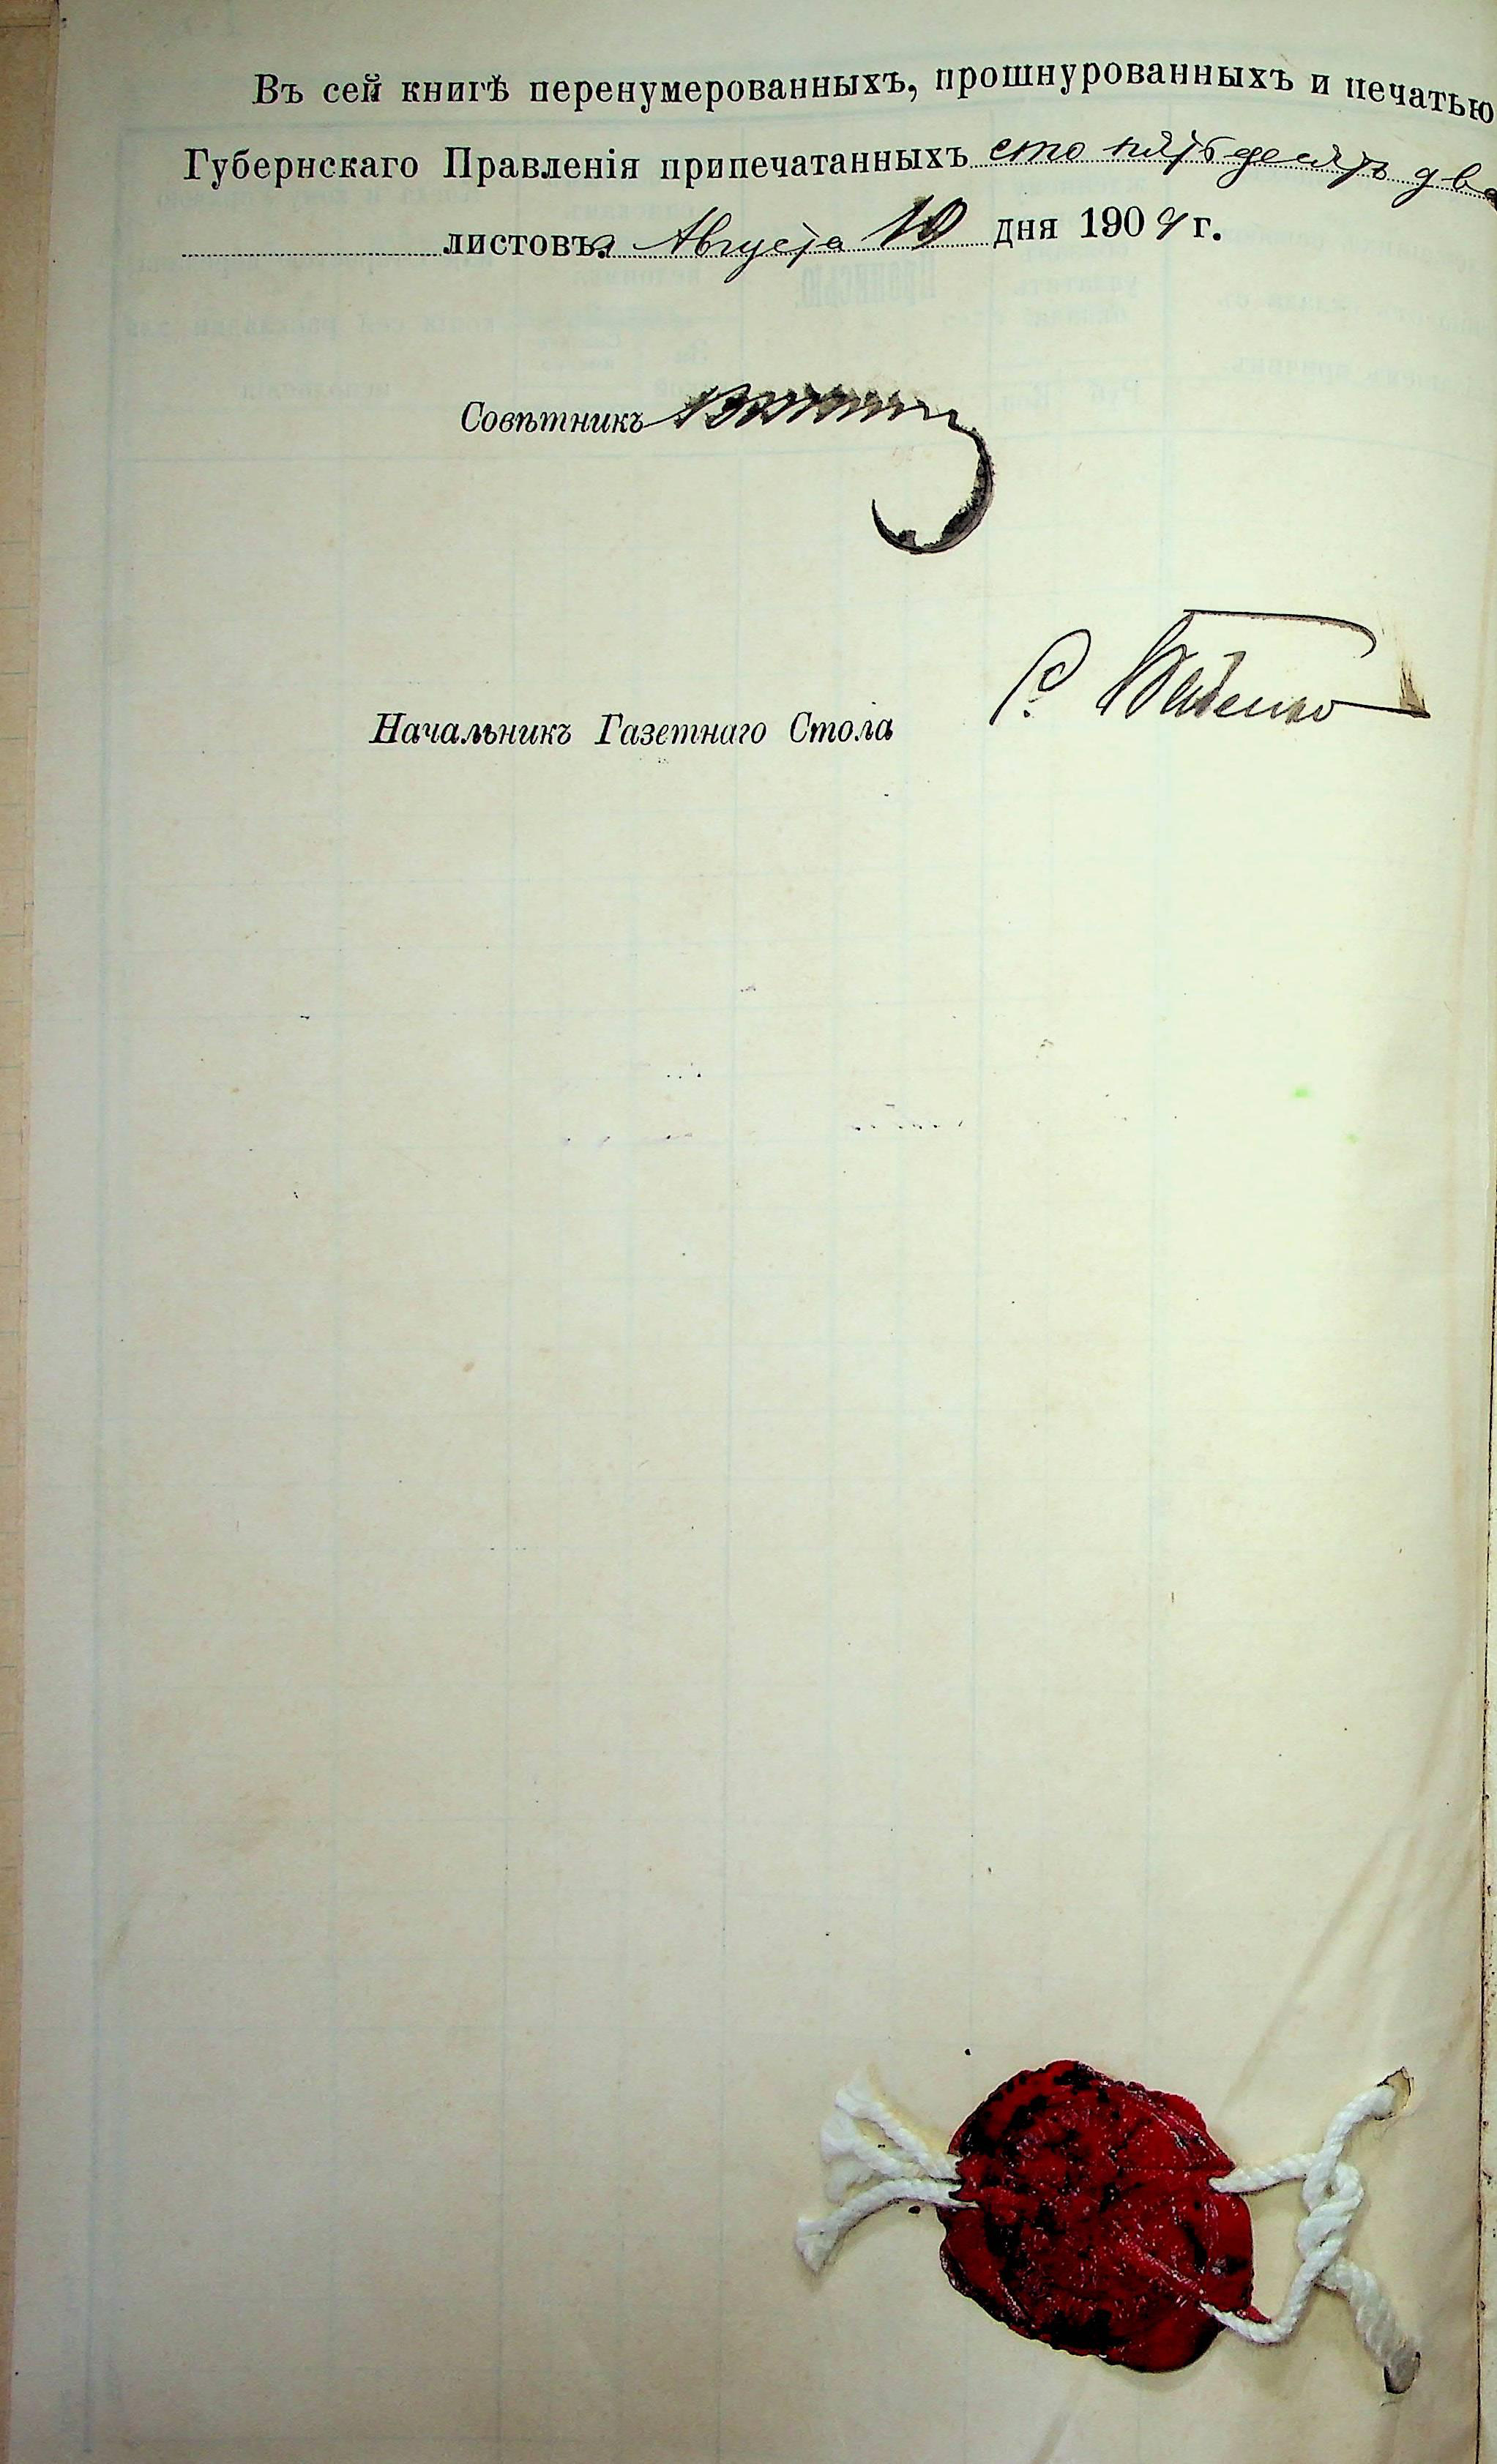 Въ сей книгѣ перенумерованныхъ, прошнурованныхъ и печатью
Губернскаго Правленія припечатанныхъ сто пятьдесятъ два
листовъ. Августа 10 дня 1904 г.
Совѣтникъ
С.
Начальникъ Газетнаго Стола